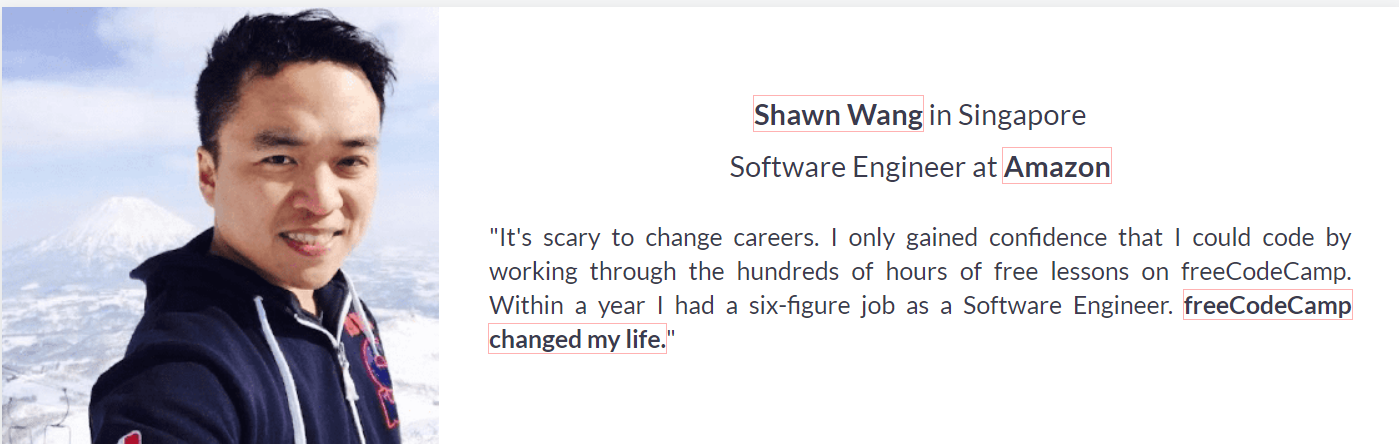 Shawn Wang in Singapore
Software Engineer at Amazon
"It's scary to change careers. I only gained confidence that I could code by
working through the hundreds of hours of free lessons on freeCodeCamp.
Within a year I had a six-figure job as a Software Engineer. freeCodeCamp
changed my life."